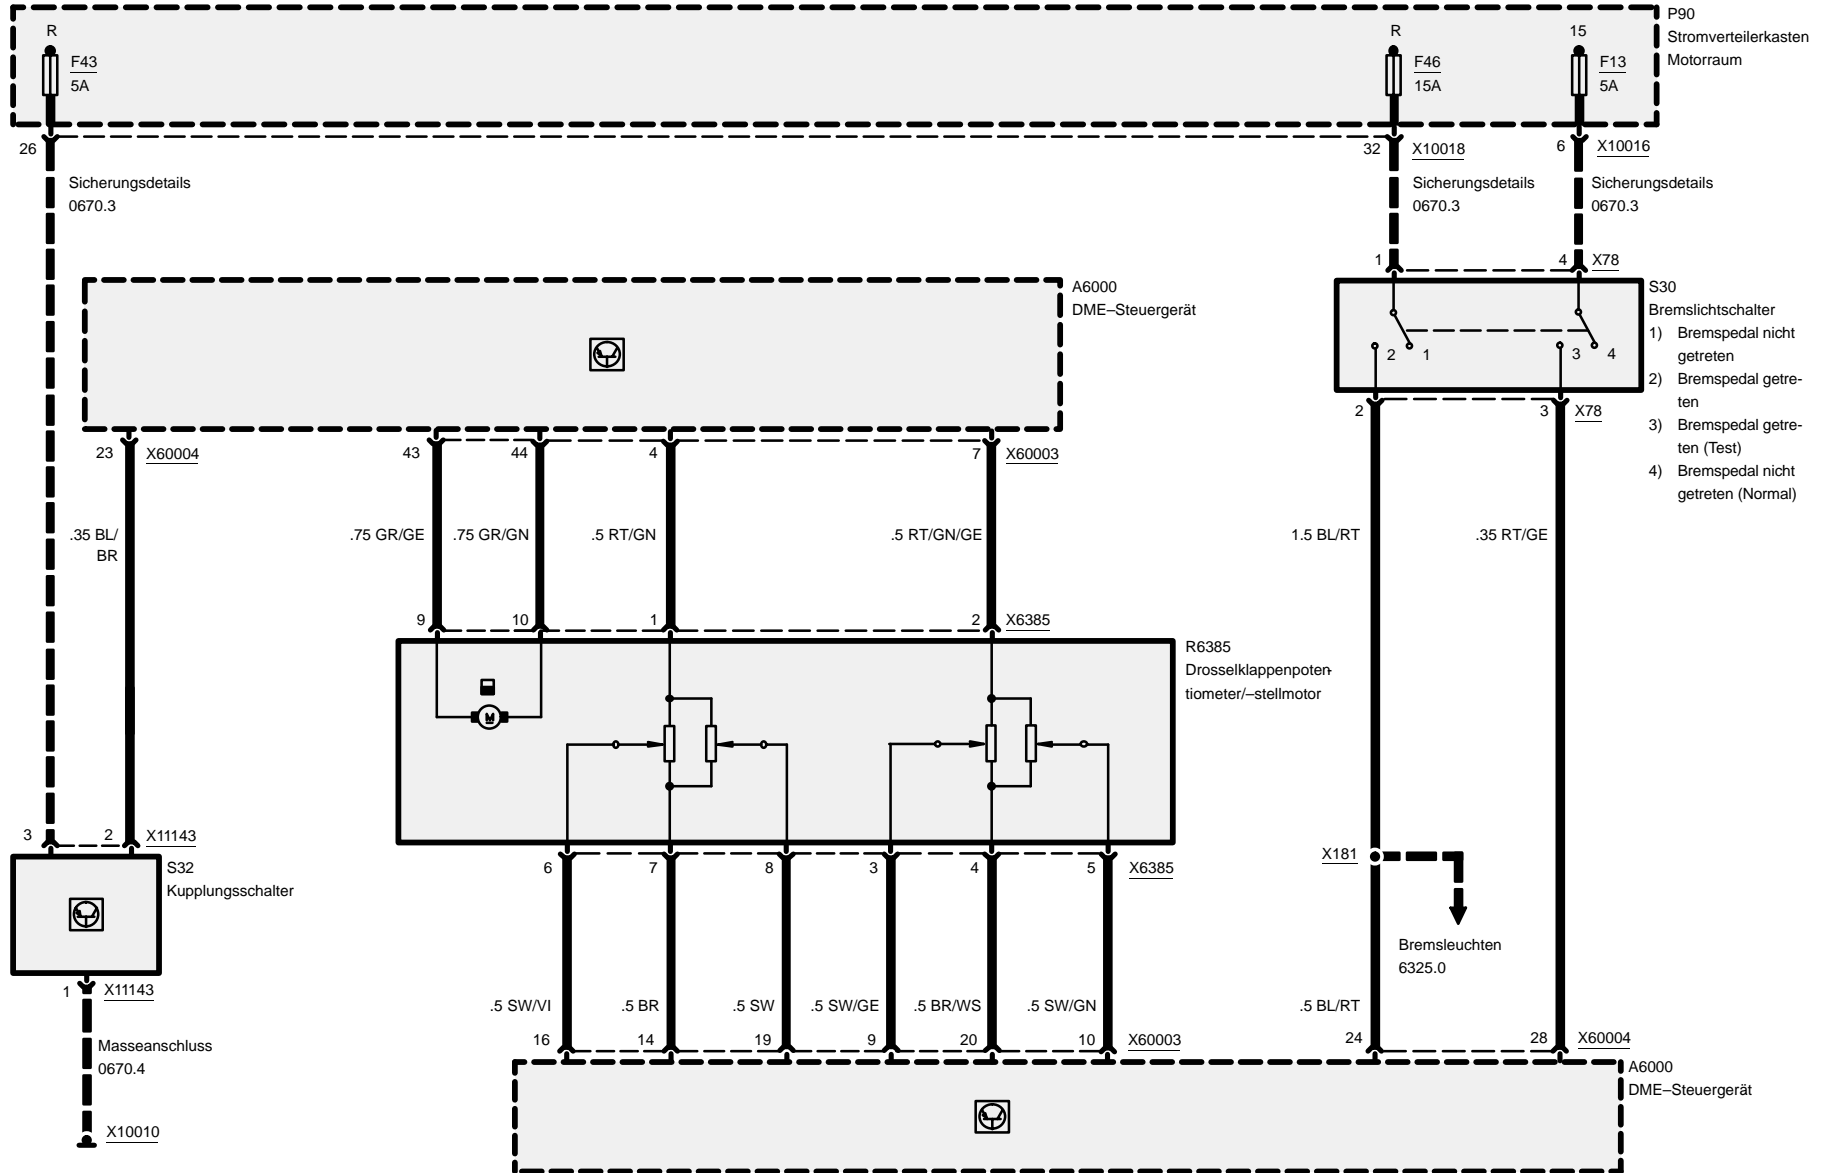 P90
Stromverteilerkasten
Motorraum
R
F43
5A
R
F46
15A
15
F13
5A
26
32
X10018
6
X10016
Sicherungsdetails
0670.3
Sicherungsdetails
0670.3
Sicherungsdetails
0670.3
1
4
X78
A6000
DME–Steuergerät
S30
Bremslichtschalter
1) Bremspedal nicht
getreten
2) Bremspedal getre-
ten
3) Bremspedal getre-
ten (Test)
4) Bremspedal nicht
getreten (Normal)
2
1
3
4
2
3
X78
23
X60004
43
44
4
7
X60003
.35 BL/
BR
.75 GR/GE
.75 GR/GN
.5 RT/GN
.5 RT/GN/GE
1.5 BL/RT
.35 RT/GE
9
10
1
2
X6385
R6385
Drosselklappenpoten-
tiometer/–stellmotor
M
3
2
X11143
S32
Kupplungsschalter
6
7
8
3
4
5
X6385
X181
Bremsleuchten
6325.0
1
X11143
.5 SW/VI
.5 BR
.5 SW
.5 SW/GE
.5 BR/WS
.5 SW/GN
.5 BL/RT
16
14
19
9
20
10
X60003
24
28
X60004
Masseanschluss
0670.4
X10010
A6000
DME–Steuergerät